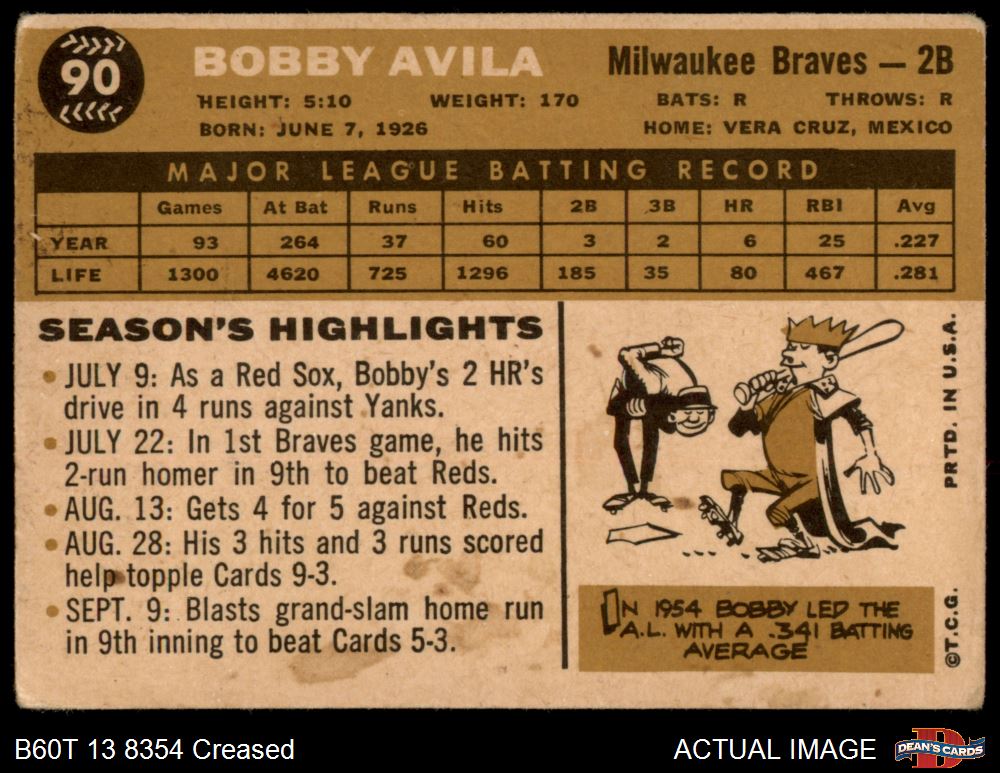 90
BOBBY AVILA
Milwaukee Braves — 2B
HEIGHT: 5:10 WEIGHT: 170 BATS: R THROWS: R
BORN: JUNE 7, 1926 HOME: VERA CRUZ, MEXICO
MAJOR LEAGUE BATTING RECORD
Games At Bat Runs Hits 2B 3B HR RBI Avg
YEAR 93 264 37 60 3 2 6 25 .227
LIFE 1300 4620 725 1296 185 35 80 467 .281
SEASON'S HIGHLIGHTS
• JULY 9: As a Red Sox, Bobby's 2 HR's
drive in 4 runs against Yanks.
• JULY 22: In 1st Braves game, he hits
2-run homer in 9th to beat Reds.
• AUG. 13: Gets 4 for 5 against Reds.
• AUG. 28: His 3 hits and 3 runs scored
help topple Cards 9-3.
• SEPT. 9: Blasts grand-slam home run
in 9th inning to beat Cards 5-3.
IN 1954 BOBBY LED THE
A.L. WITH A .341 BATTING
AVERAGE
©T.C.G. PRTD. IN U.S.A.
B60T 13 8354 Creased
ACTUAL IMAGE
D
DEAN'S CARDS